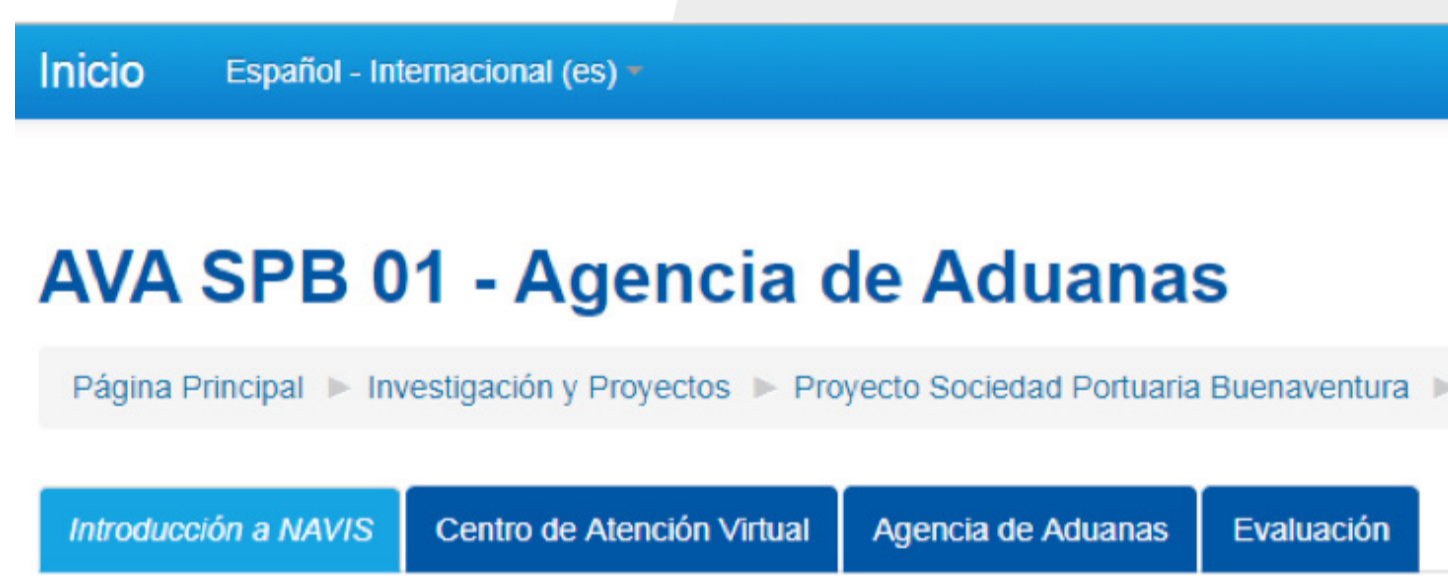 Inicio Español - Internacional (es)
AVA SPB 01 - Agencia de Aduanas
Página Principal ► Investigación y Proyectos ► Proyecto Sociedad Portuaria Buenaventura ►
Introducción a NAVIS Centro de Atención Virtual Agencia de Aduanas Evaluación